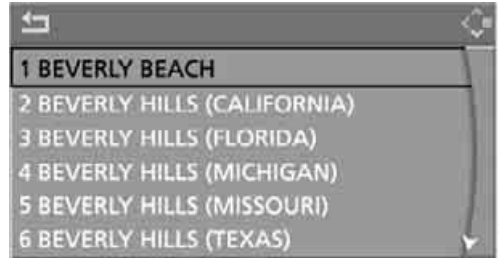 1 BEVERLY BEACH
2 BEVERLY HILLS (CALIFORNIA)
3 BEVERLY HILLS (FLORIDA)
4 BEVERLY HILLS (MICHIGAN)
5 BEVERLY HILLS (MISSOURI)
6 BEVERLY HILLS (TEXAS)